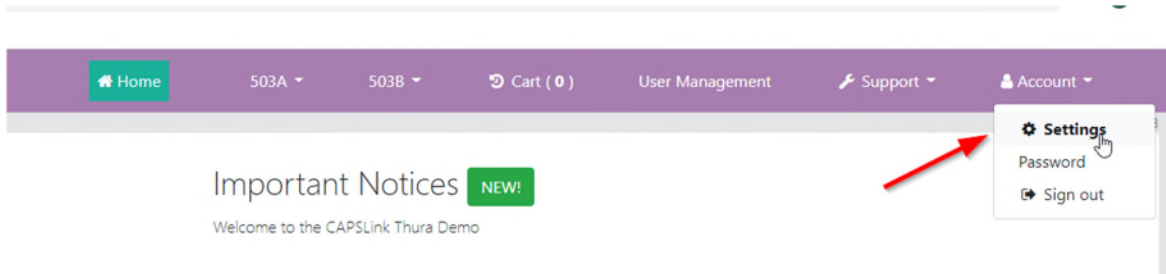 Home 503A 503B Cart ( 0 ) User Management Support Account
Settings
Password
Sign out
Important Notices NEW!
Welcome to the CAPSLink Thura Demo